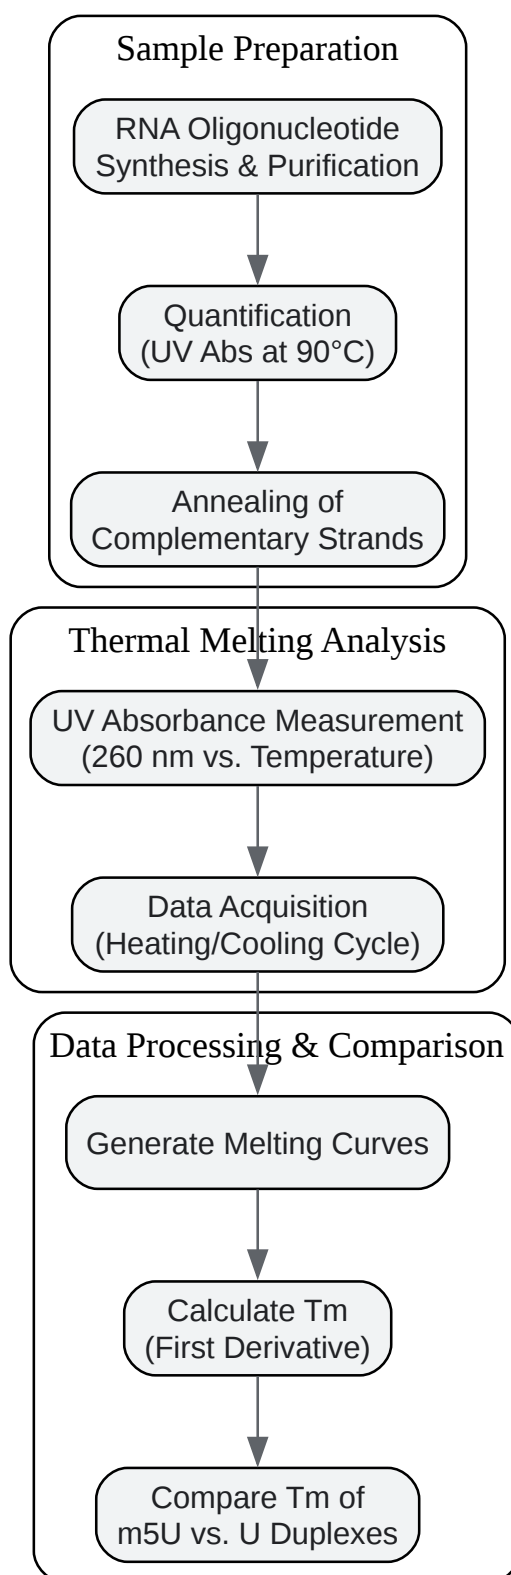 Sample Preparation
RNA Oligonucleotide
Synthesis & Purification
Quantification
(UV Abs at 90°C)
Annealing of
Complementary Strands
Thermal Melting Analysis
UV Absorbance Measurement
(260 nm vs. Temperature)
Data Acquisition
(Heating/Cooling Cycle)
Data Processing & Comparison
Generate Melting Curves
Calculate Tm
(First Derivative)
Compare Tm of
m5U vs. U Duplexes